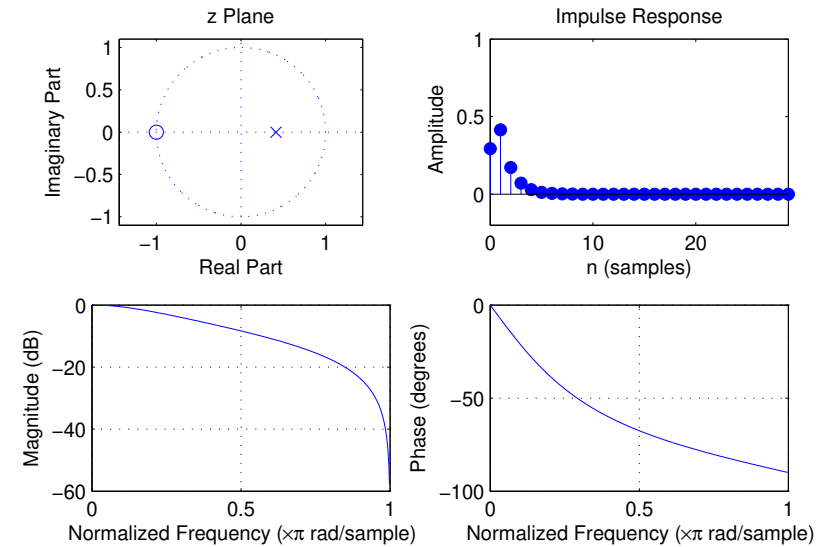 z Plane
1
0.5
0
−0.5
−1
−1
0
1
Imaginary Part
Real Part
Impulse Response
1
0.5
0
0
10
20
Amplitude
n (samples)
0
−20
−40
−60
0
0.5
1
Magnitude (dB)
Normalized Frequency (×π rad/sample)
0
−50
−100
0
0.5
1
Phase (degrees)
Normalized Frequency (×π rad/sample)